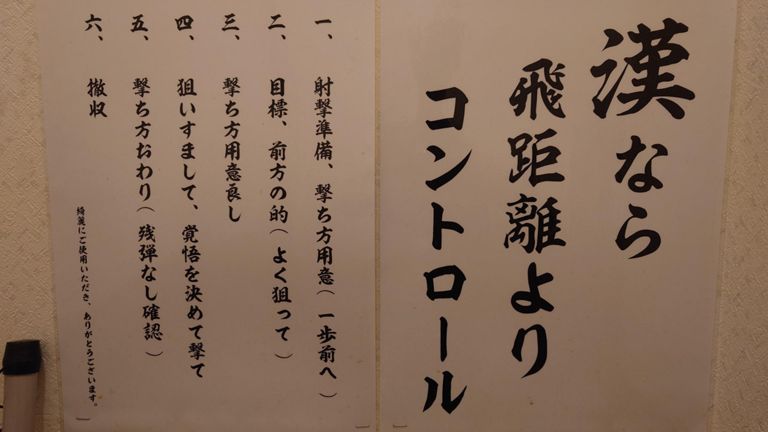 漢なら
飛距離より
コントロール
一、射撃準備、撃ち方用意(一歩前へ)
二、目標、前方の的(よく狙って)
三、撃ち方用意良し
四、狙いすまして、覚悟を決めて撃て
五、撃ち方おわり(残弾なし確認)
六、撤収
綺麗にご使用いただき、ありがとうございます。